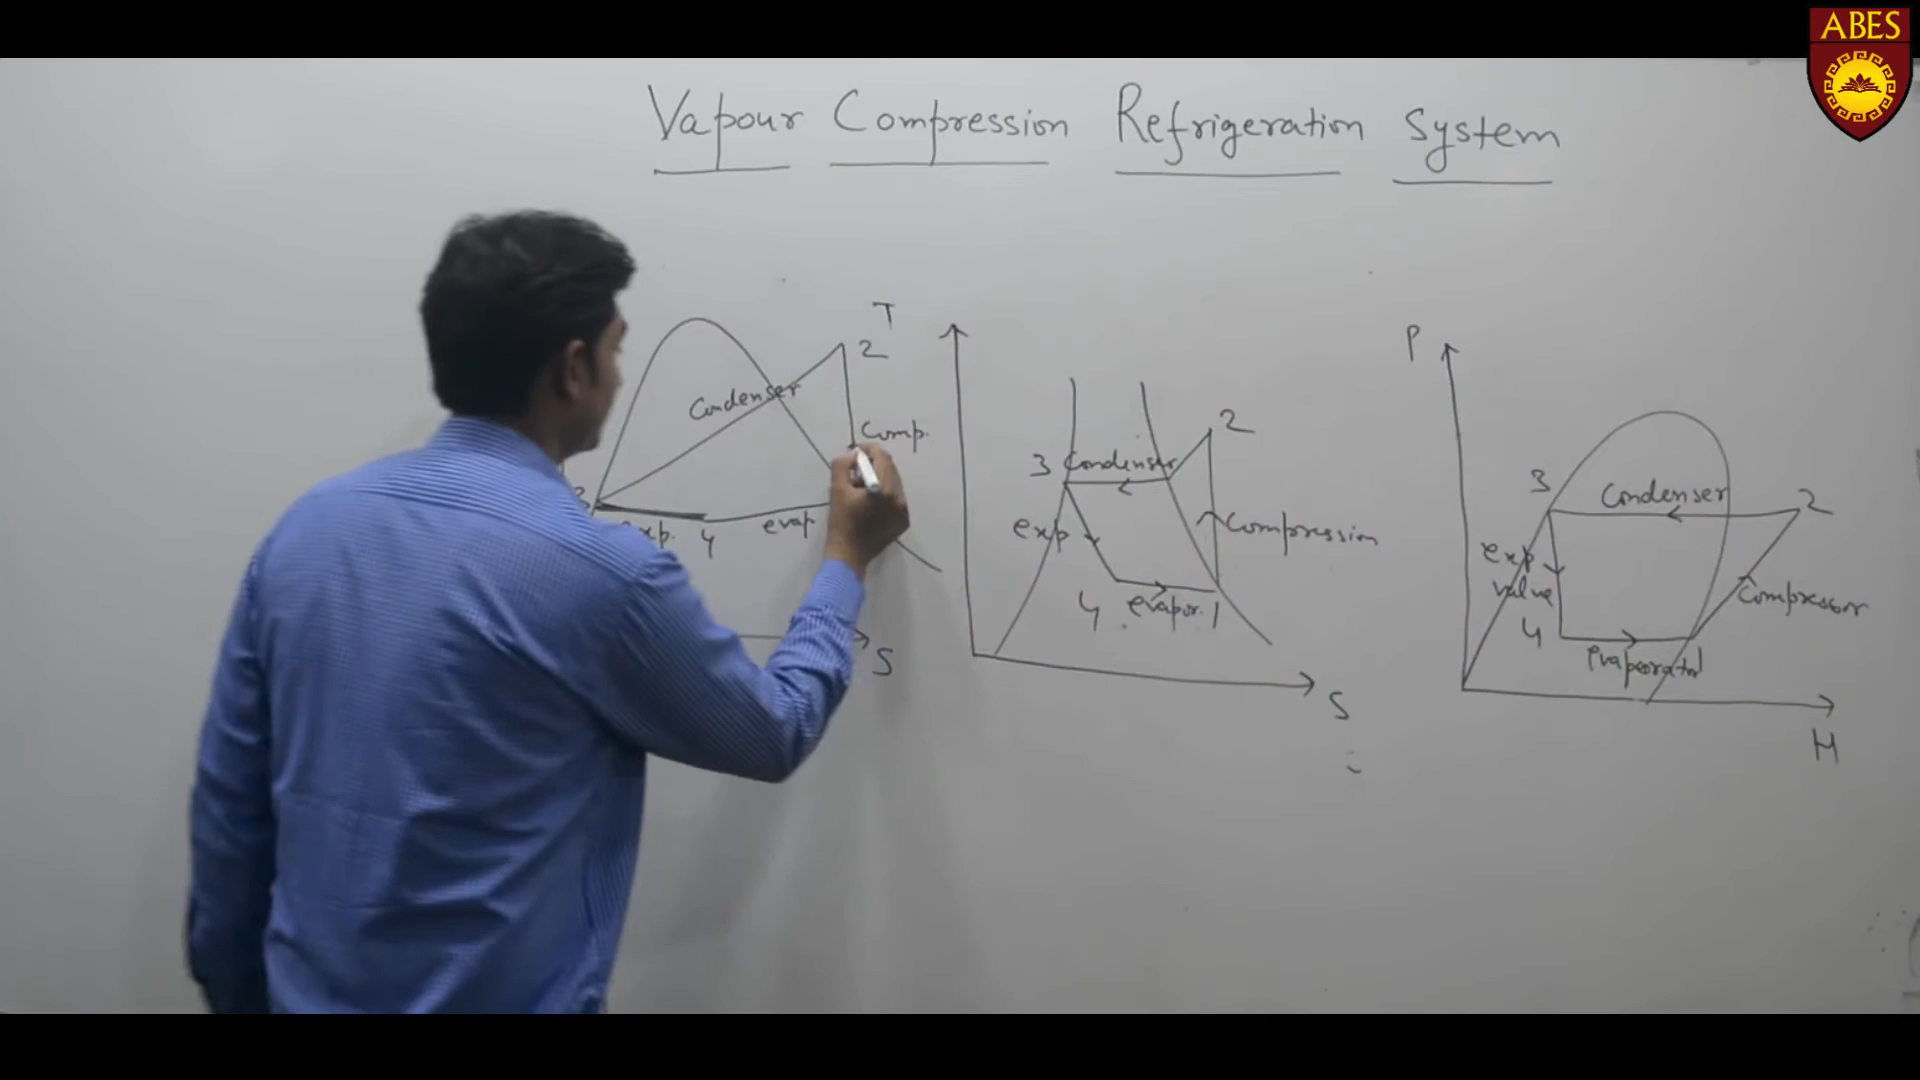 ABES
Vapour Compression Refrigeration System
2
Condenser
Comp.
3
exp.
4
evap
S
T
2
3
Condenser
exp
Compression
4
evapor. 1
S
P
3
Condenser
2
exp
valve
Compressor
4
evaporator
H